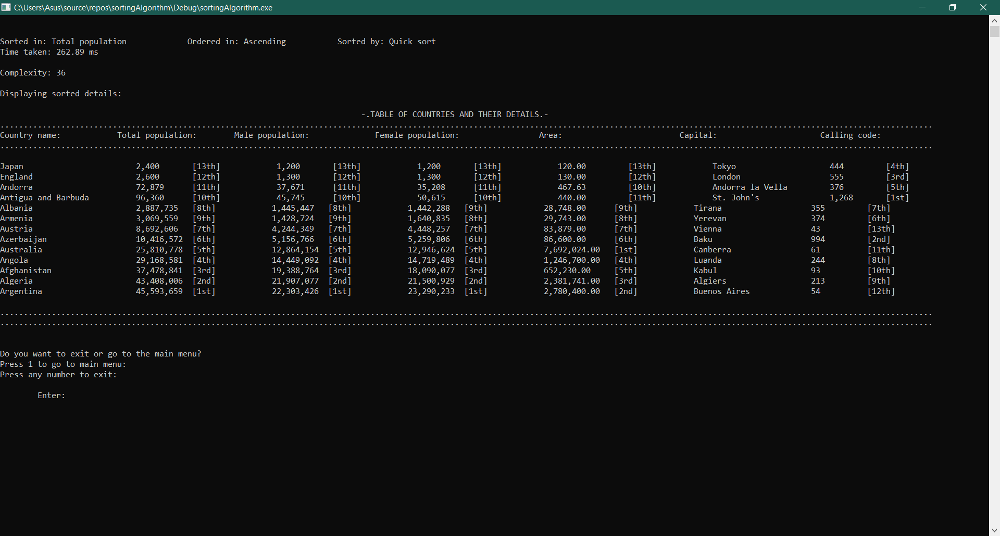 C:\Users\Asus\source\repos\sortingAlgorithm\Debug\sortingAlgorithm.exe
Sorted in: Total population Ordered in: Ascending Sorted by: Quick sort
Time taken: 262.89 ms
Complexity: 36
Displaying sorted details:
-.TABLE OF COUNTRIES AND THEIR DETAILS.-
Country name: Total population: Male population: Female population: Area: Capital: Calling code:
Japan 2,400 [13th] 1,200 [13th] 1,200 [13th] 120.00 [13th] Tokyo 444 [4th]
England 2,600 [12th] 1,300 [12th] 1,300 [12th] 130.00 [12th] London 555 [3rd]
Andorra 72,879 [11th] 37,671 [11th] 35,208 [11th] 467.63 [10th] Andorra la Vella 376 [5th]
Antigua and Barbuda 96,360 [10th] 45,745 [10th] 50,615 [10th] 440.00 [11th] St. John's 1,268 [1st]
Albania 2,887,735 [8th] 1,445,447 [8th] 1,442,288 [9th] 28,748.00 [9th] Tirana 355 [7th]
Armenia 3,069,559 [9th] 1,428,724 [9th] 1,640,835 [8th] 29,743.00 [8th] Yerevan 374 [6th]
Austria 8,692,606 [7th] 4,244,349 [7th] 4,448,257 [7th] 83,879.00 [7th] Vienna 43 [13th]
Azerbaijan 10,416,572 [6th] 5,156,766 [6th] 5,259,806 [6th] 86,600.00 [6th] Baku 994 [2nd]
Australia 25,810,778 [5th] 12,864,154 [5th] 12,946,624 [5th] 7,692,024.00 [1st] Canberra 61 [11th]
Angola 29,168,581 [4th] 14,449,092 [4th] 14,719,489 [4th] 1,246,700.00 [4th] Luanda 244 [8th]
Afghanistan 37,478,841 [3rd] 19,388,764 [3rd] 18,090,077 [3rd] 652,230.00 [5th] Kabul 93 [10th]
Algeria 43,408,006 [2nd] 21,907,077 [2nd] 21,500,929 [2nd] 2,381,741.00 [3rd] Algiers 213 [9th]
Argentina 45,593,659 [1st] 22,303,426 [1st] 23,290,233 [1st] 2,780,400.00 [2nd] Buenos Aires 54 [12th]
Do you want to exit or go to the main menu?
Press 1 to go to main menu:
Press any number to exit:
Enter: